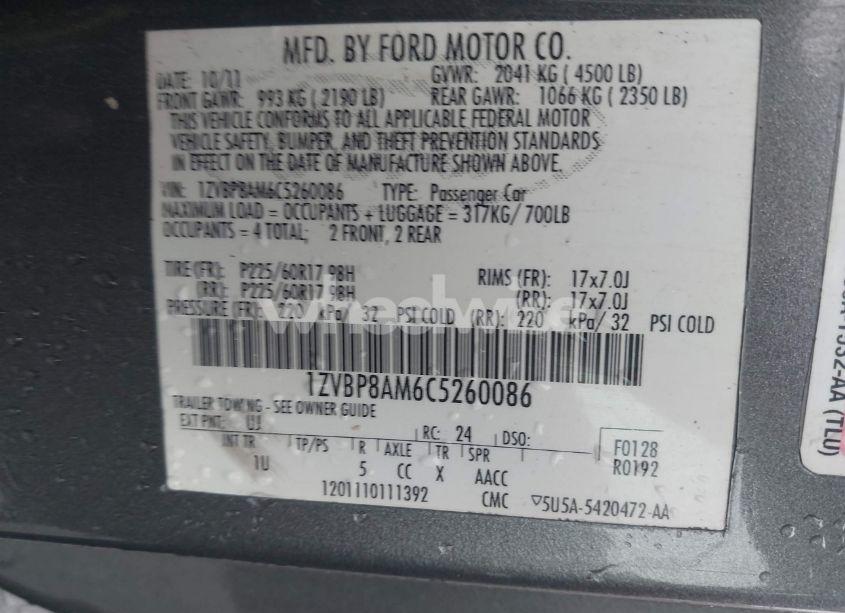 MFD. BY FORD MOTOR CO.
DATE: 10/11 GVWR: 2041 KG ( 4500 LB)
FRONT GAWR: 993 KG ( 2190 LB) REAR GAWR: 1066 KG ( 2350 LB)
THIS VEHICLE CONFORMS TO ALL APPLICABLE FEDERAL MOTOR
VEHICLE SAFETY, BUMPER, AND THEFT PREVENTION STANDARDS
IN EFFECT ON THE DATE OF MANUFACTURE SHOWN ABOVE.
VIN: 1ZVBP8AM6C5260086 TYPE: Passenger Car
MAXIMUM LOAD = OCCUPANTS + LUGGAGE = 317KG/ 700LB
OCCUPANTS = 4 TOTAL; 2 FRONT, 2 REAR
TIRE (FR): P225/60R17 98H RIMS (FR): 17x7.0J
(RR): P225/60R17 98H (RR): 17x7.0J
PRESSURE (FR): 220 kPa/ 32 PSI COLD (RR): 220 kPa/ 32 PSI COLD
1ZVBP8AM6C5260086
TRAILER TOWING - SEE OWNER GUIDE
EXT PNT: UJ RC: 24 DSO:
INT TR TP/PS R AXLE TR SPR F0128
1U 5 CC X AACC R0192
1201110111392 CMC ▽5U5A-5420472-AA
-AA (TLU)